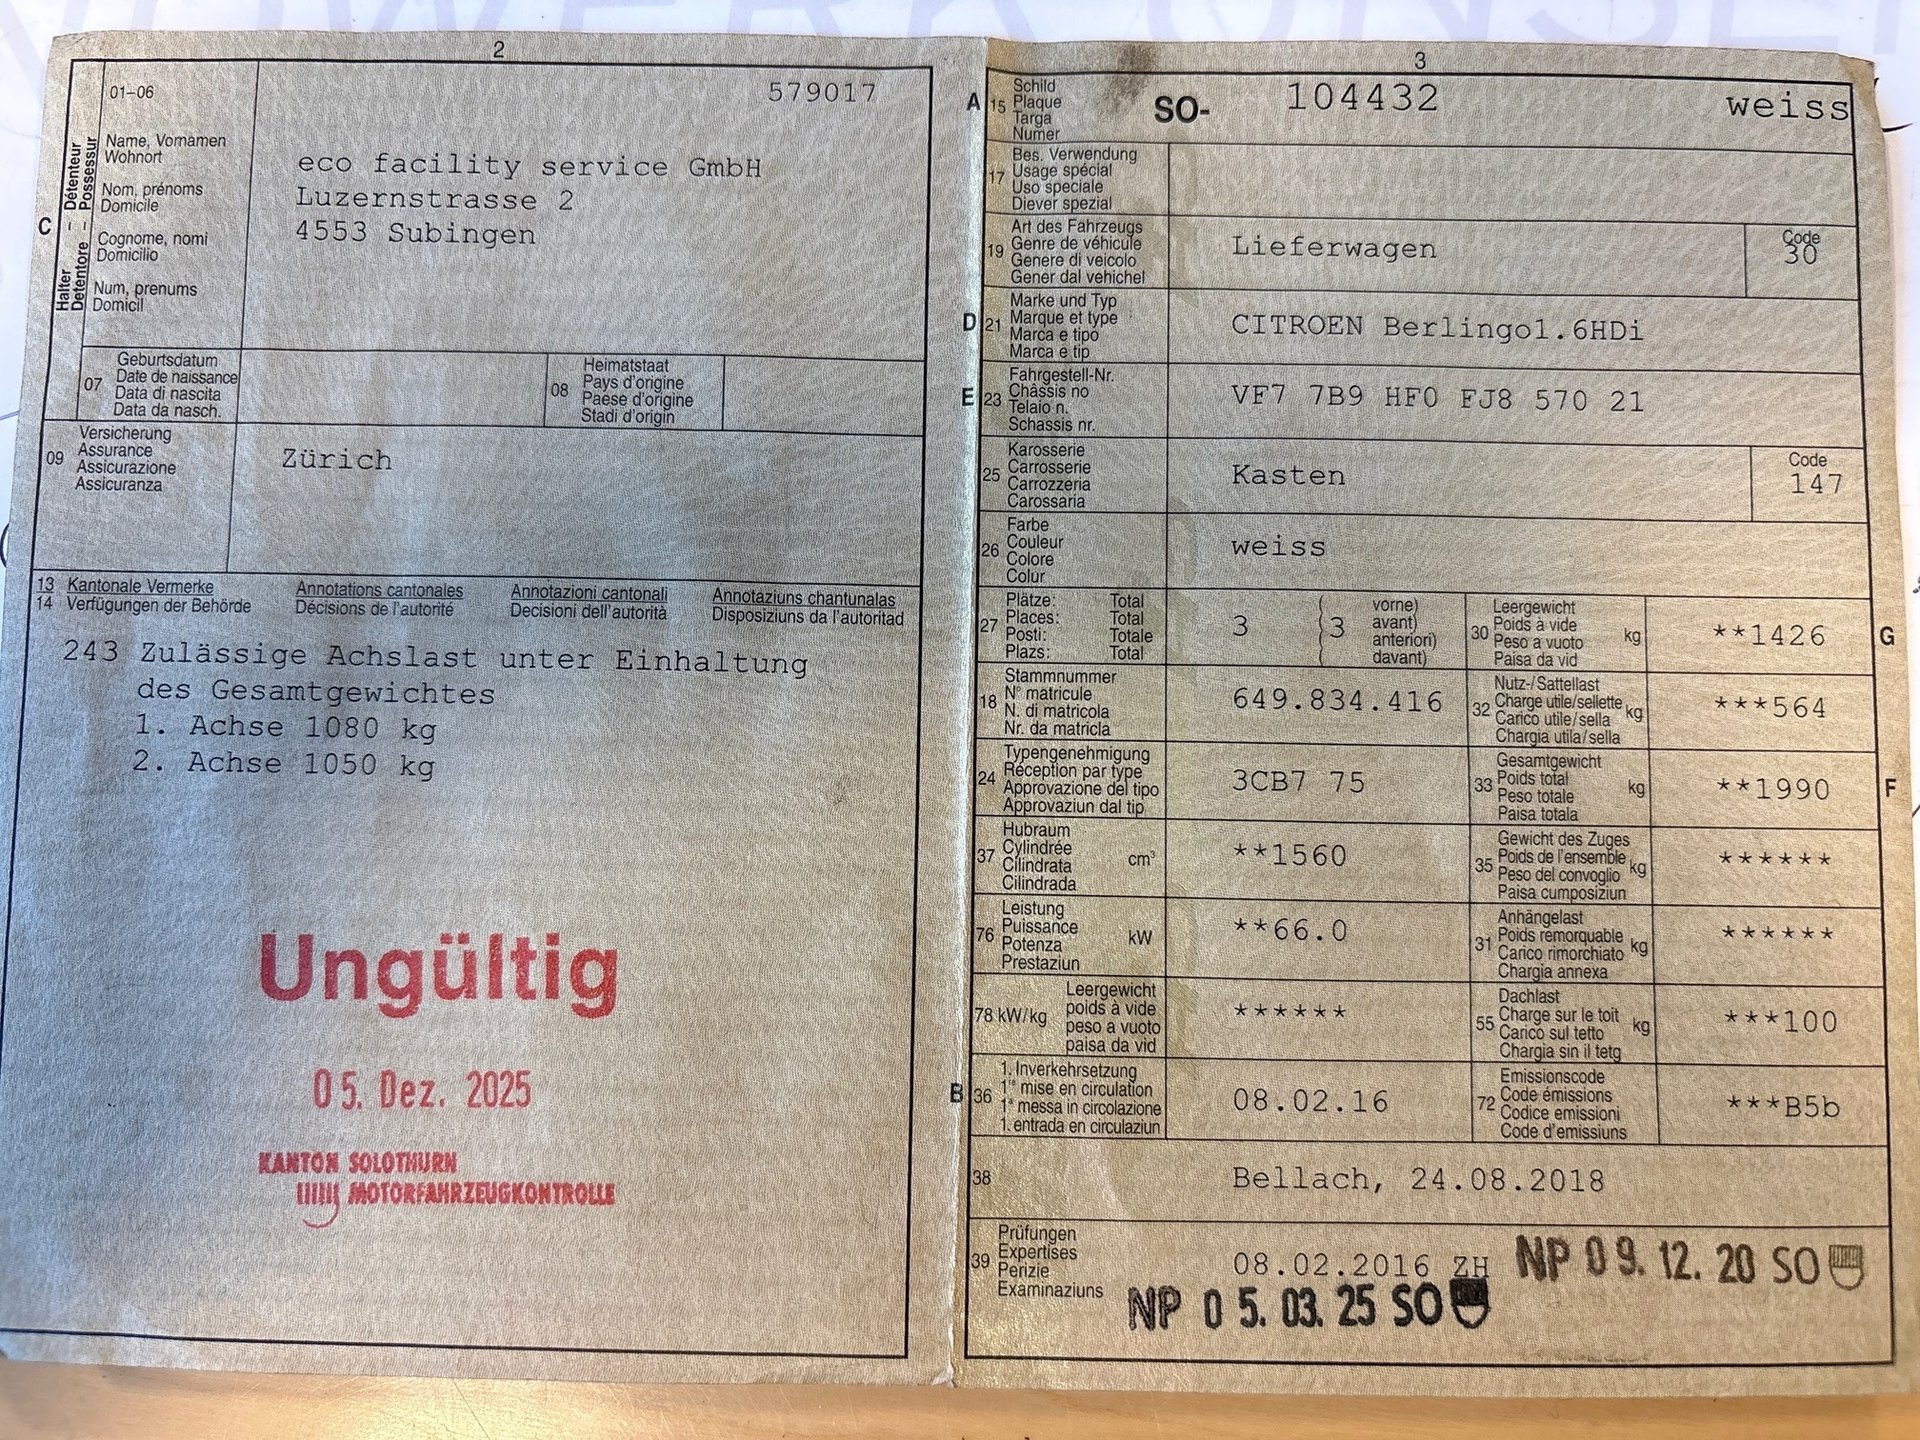 2
01-06
579017
C
Halter – Détenteur
Detentore – Possessur
Name, Vornamen
Wohnort
Nom, prénoms
Domicile
Cognome, nomi
Domicilio
Num, prenums
Domicil
eco facility service GmbH
Luzernstrasse 2
4553 Subingen
07
Geburtsdatum
Date de naissance
Data di nascita
Data da nasch.
08
Heimatstaat
Pays d'origine
Paese d'origine
Stadi d'origin
09
Versicherung
Assurance
Assicurazione
Assicuranza
Zürich
13 Kantonale Vermerke Annotations cantonales Annotazioni cantonali Annotaziuns chantunalas
14 Verfügungen der Behörde Décisions de l'autorité Decisioni dell'autorità Disposiziuns da l'autoritad
243 Zulässige Achslast unter Einhaltung
des Gesamtgewichtes
1. Achse 1080 kg
2. Achse 1050 kg
Ungültig
05. Dez. 2025
KANTON SOLOTHURN
MOTORFAHRZEUGKONTROLLE
3
A
15
Schild
Plaque
Targa
Numer
SO- 104432 weiss
17
Bes. Verwendung
Usage spécial
Uso speciale
Diever spezial
19
Art des Fahrzeugs
Genre de véhicule
Genere di veicolo
Gener dal vehichel
Lieferwagen
Code
30
D
21
Marke und Typ
Marque et type
Marca e tipo
Marca e tip
CITROEN Berlingo1.6HDi
E
23
Fahrgestell-Nr.
Châssis no
Telaio n.
Schassis nr.
VF7 7B9 HF0 FJ8 570 21
25
Karosserie
Carrosserie
Carrozzeria
Carossaria
Kasten
Code
147
26
Farbe
Couleur
Colore
Colur
weiss
27
Plätze: Total
Places: Total
Posti: Totale
Plazs: Total
3 (3
vorne)
avant)
anteriori)
davant)
30
Leergewicht
Poids à vide
Peso a vuoto
Paisa da vid
kg
**1426
G
18
Stammnummer
N° matricule
N. di matricola
Nr. da matricla
649.834.416
32
Nutz-/Sattellast
Charge utile/sellette
Carico utile/sella
Chargia utila/sella
kg
***564
24
Typengenehmigung
Réception par type
Approvazione del tipo
Approvaziun dal tip
3CB7 75
33
Gesamtgewicht
Poids total
Peso totale
Paisa totala
kg
**1990
F
37
Hubraum
Cylindrée
Cilindrata
Cilindrada
cm³
**1560
35
Gewicht des Zuges
Poids de l'ensemble
Peso del convoglio
Paisa cumposiziun
kg
******
76
Leistung
Puissance
Potenza
Prestaziun
kW
**66.0
31
Anhängelast
Poids remorquable
Carico rimorchiato
Chargia annexa
kg
******
78 kW/kg
Leergewicht
poids à vide
peso a vuoto
paisa da vid
******
55
Dachlast
Charge sur le toit
Carico sul tetto
Chargia sin il tetg
kg
***100
B
36
1. Inverkehrsetzung
1re mise en circulation
1a messa in circolazione
1. entrada en circulaziun
08.02.16
72
Emissionscode
Code émissions
Codice emissioni
Code d'emissiuns
***B5b
38
Bellach, 24.08.2018
39
Prüfungen
Expertises
Perizie
Examinaziuns
08.02.2016 ZH NP 09.12.20 SO
NP 05.03.25 SO